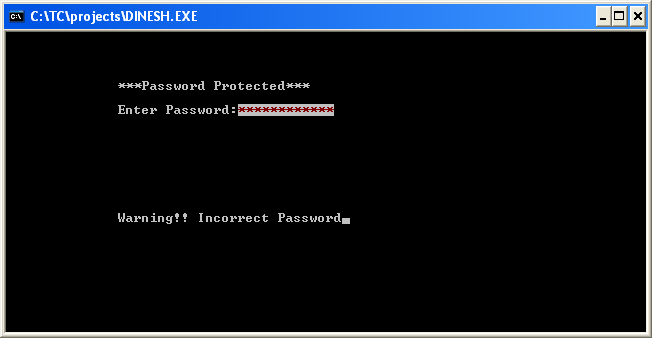 C:\TC\projects\DINESH.EXE
***Password Protected***
Enter Password:************
Warning!! Incorrect Password